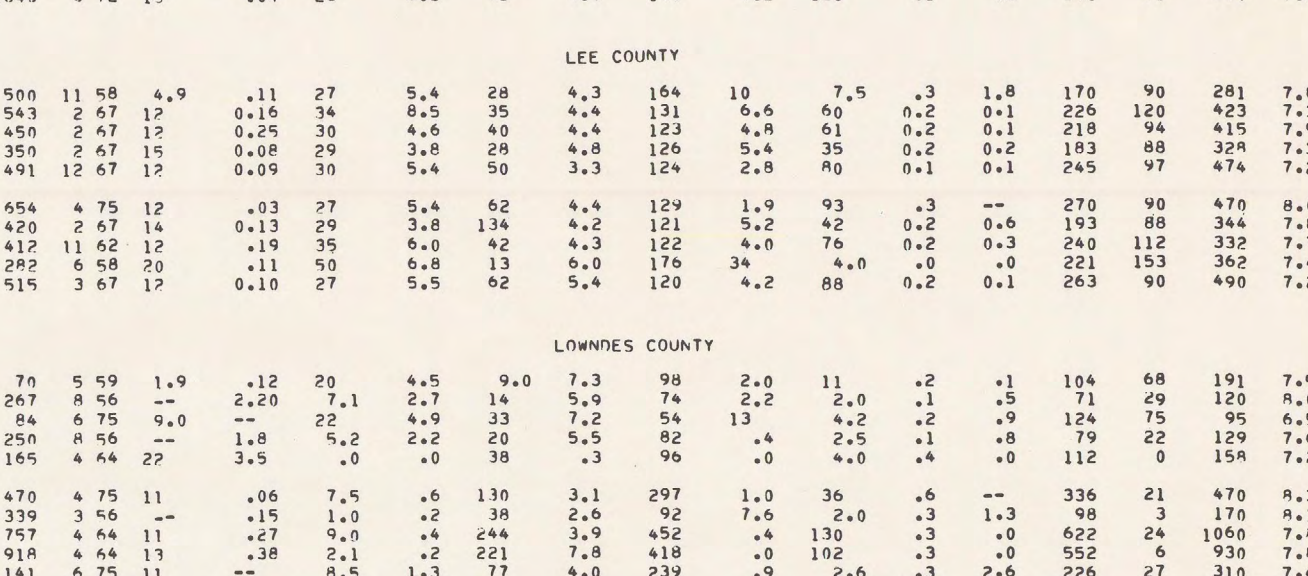 LEE COUNTY
500 11 58 4.9 .11 27 5.4 28 4.3 164 10 7.5 .3 1.8 170 90 281
543 2 67 12 0.16 34 8.5 35 4.4 131 6.6 60 0.2 0.1 226 120 423
450 2 67 12 0.25 30 4.6 40 4.4 123 4.8 61 0.2 0.1 218 94 415
350 2 67 15 0.08 29 3.8 28 4.8 126 5.4 35 0.2 0.2 183 88 328
491 12 67 12 0.09 30 5.4 50 3.3 124 2.8 80 0.1 0.1 245 97 474
654 4 75 12 .03 27 5.4 62 4.4 129 1.9 93 .3 -- 270 90 470
420 2 67 14 0.13 29 3.8 134 4.2 121 5.2 42 0.2 0.6 193 88 344
412 11 62 12 .19 35 6.0 42 4.3 122 4.0 76 0.2 0.3 240 112 332
282 6 58 20 .11 50 6.8 13 6.0 176 34 4.0 .0 .0 221 153 362
515 3 67 12 0.10 27 5.5 62 5.4 120 4.2 88 0.2 0.1 263 90 490
LOWNDES COUNTY
70 5 59 1.9 .12 20 4.5 9.0 7.3 98 2.0 11 .2 .1 104 68 191
267 8 56 -- 2.20 7.1 2.7 14 5.9 74 2.2 2.0 .1 .5 71 29 120
84 6 75 9.0 -- 22 4.9 33 7.2 54 13 4.2 .2 .9 124 75 95
250 8 56 -- 1.8 5.2 2.2 20 5.5 82 .4 2.5 .1 .8 79 22 129
165 4 64 22 3.5 .0 .0 38 .3 96 .0 4.0 .4 .0 112 0 158
470 4 75 11 .06 7.5 .6 130 3.1 297 1.0 36 .6 -- 336 21 470
339 3 56 -- .15 1.0 .2 38 2.6 92 7.6 2.0 .3 1.3 98 3 170
757 4 64 11 .27 9.0 .4 244 3.9 452 .4 130 .3 .0 622 24 1060
918 4 64 13 .38 2.1 .2 221 7.8 418 .0 102 .3 .0 552 6 930
141 6 75 11 -- 8.5 1.3 77 4.0 239 .9 2.6 .3 2.6 226 27 310